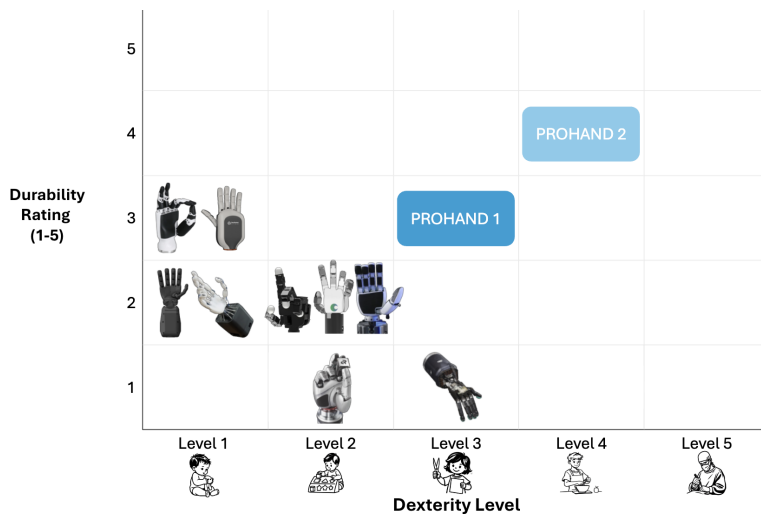 5
4
PROHAND 2
Durability
Rating
(1-5)
3
PROHAND 1
2
1
Level 1
Level 2
Level 3
Level 4
Level 5
Dexterity Level